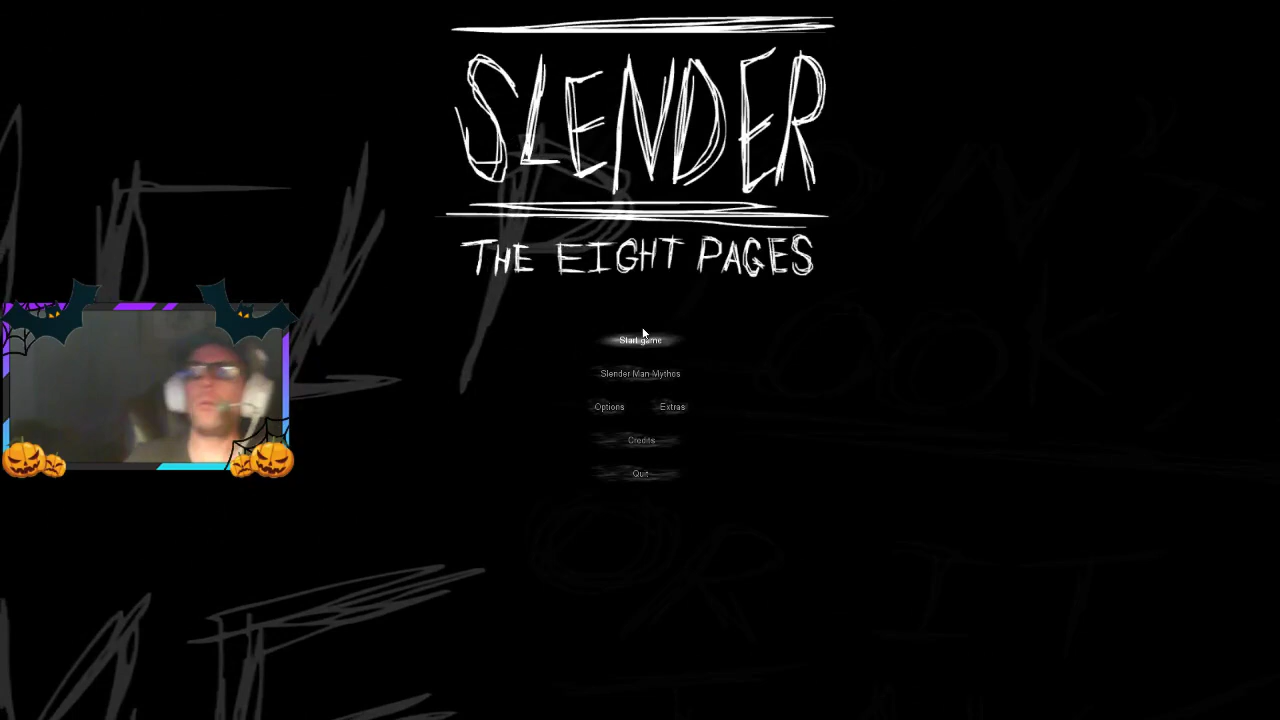 SLENDER
THE EIGHT PAGES
Start game
Slender Man Mythos
Options Extras
Credits
Quit